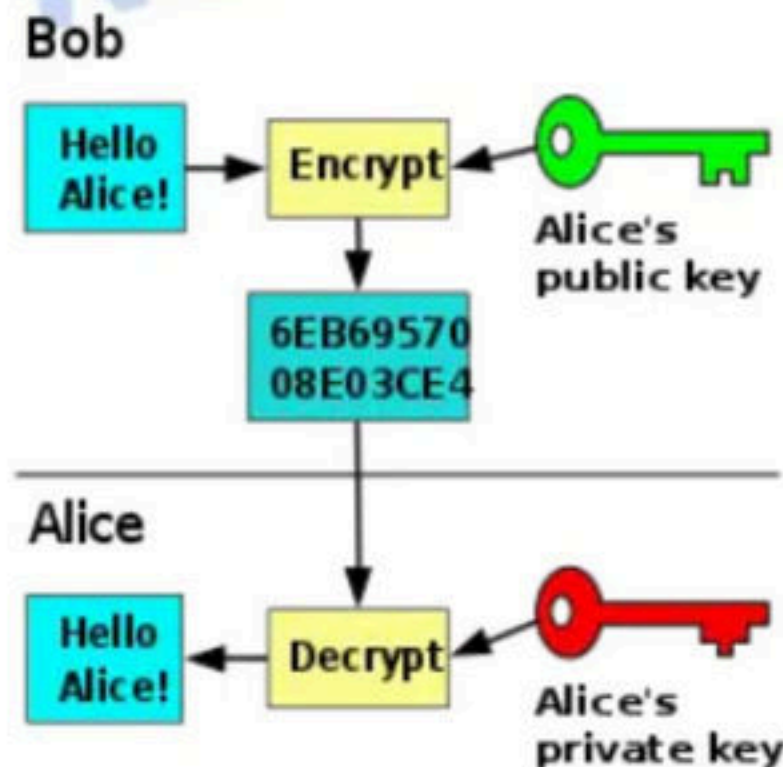 Bob
Hello
Alice!
Encrypt
Alice's
public key
6EB69570
08E03CE4
Alice
Hello
Alice!
Decrypt
Alice's
private key